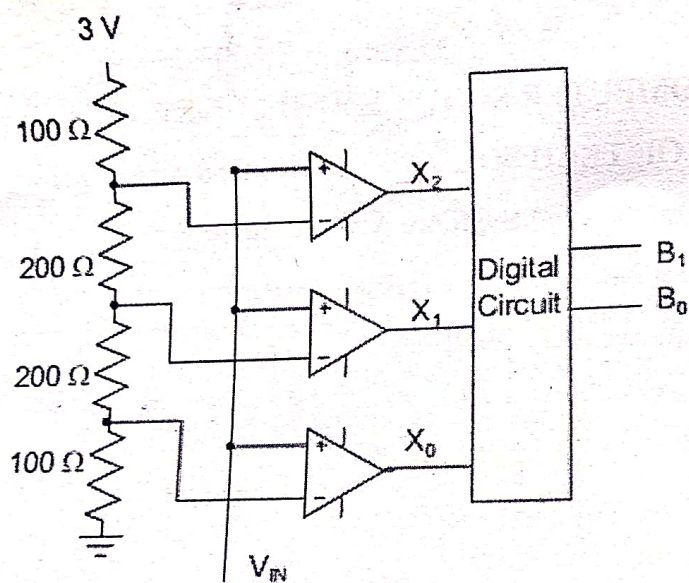 3 V
100 Ω
X₂
200 Ω
Digital
Circuit
B₁
B₀
X₁
200 Ω
X₀
100 Ω
V_IN